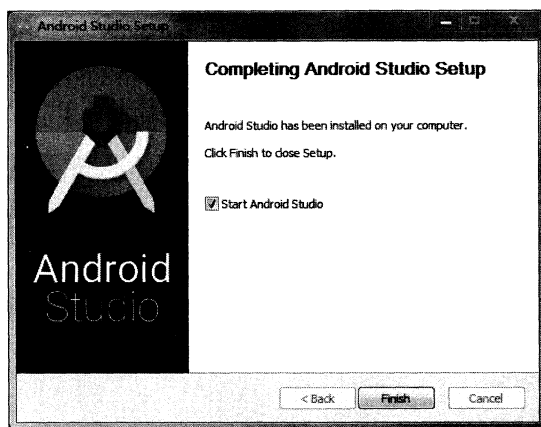 Android Studio Setup
Completing Android Studio Setup
Android Studio has been installed on your computer.
Click Finish to close Setup.
Start Android Studio
Android
Studio
< Back
Finish
Cancel